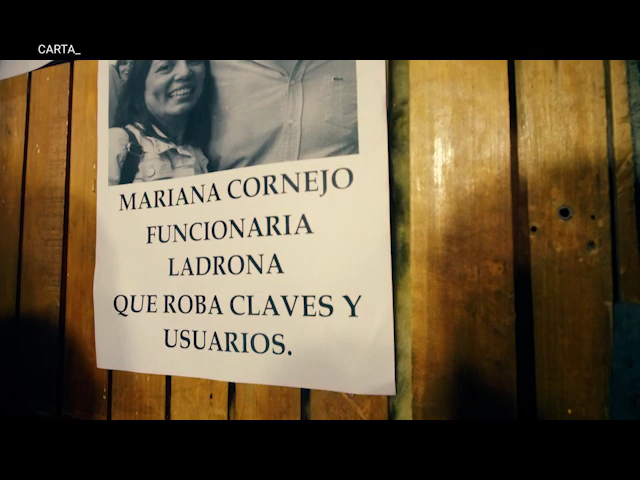 CARTA_
MARIANA CORNEJO
FUNCIONARIA
LADRONA
QUE ROBA CLAVES Y
USUARIOS.